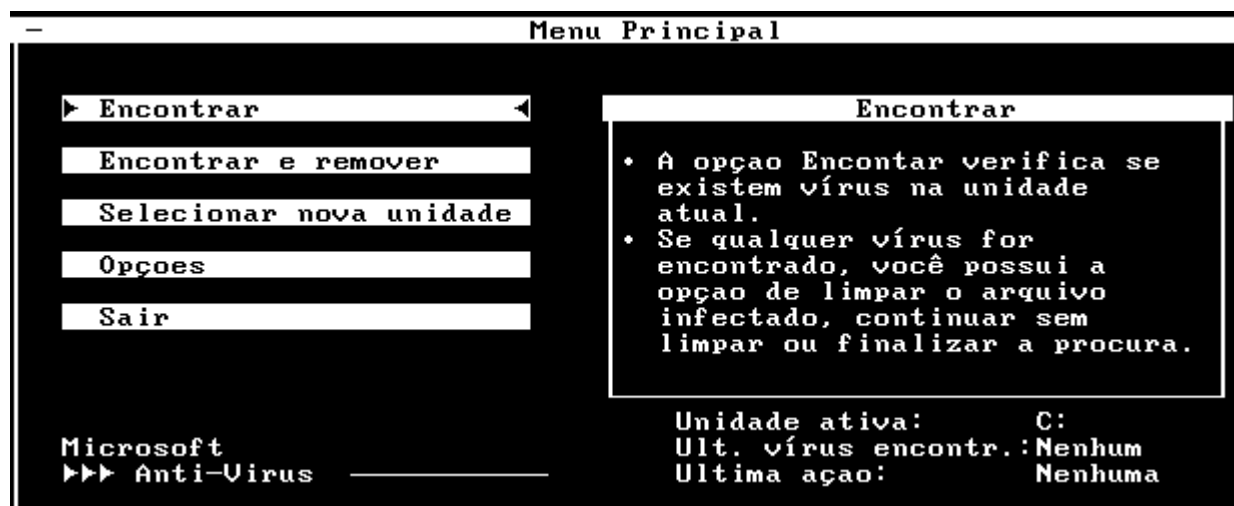 Menu Principal
Encontrar
Encontrar e remover
Selecionar nova unidade
Opçoes
Sair
Encontrar
• A opçao Encontar verifica se
existem vírus na unidade
atual.
• Se qualquer vírus for
encontrado, você possui a
opçao de limpar o arquivo
infectado, continuar sem
limpar ou finalizar a procura.
Microsoft
Anti-Virus
Unidade ativa: C:
Ult. vírus encontr.:Nenhum
Ultima açao: Nenhuma